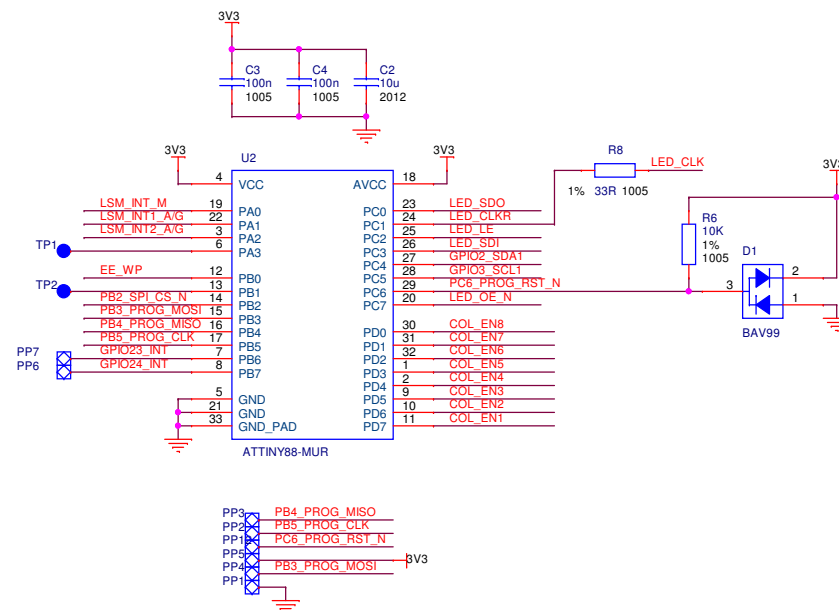 3V3
C3
100n
1005
C4
100n
1005
C2
10u
2012
3V3
U2
3V3
R8
LED_CLK
1% 33R 1005
3V3
4 VCC AVCC 18
LSM_INT_M 19 PA0 PC0 23 LED_SDO
LSM_INT1_A/G 22 PA1 PC1 24 LED_CLKR
LSM_INT2_A/G 3 PA2 PC2 25 LED_LE
TP1 6 PA3 PC3 26 LED_SDI
PC4 27 GPIO2_SDA1
EE_WP 12 PB0 PC5 28 GPIO3_SCL1
TP2 13 PB1 PC6 29 PC6_PROG_RST_N
PB2_SPI_CS_N 14 PB2 PC7 20 LED_OE_N
PB3_PROG_MOSI 15 PB3
PB4_PROG_MISO 16 PB4 PD0 30 COL_EN8
PB5_PROG_CLK 17 PB5 PD1 31 COL_EN7
PP7 GPIO23_INT 7 PB6 PD2 32 COL_EN6
PP6 GPIO24_INT 8 PB7 PD3 1 COL_EN5
PD4 2 COL_EN4
5 GND PD5 9 COL_EN3
21 GND PD6 10 COL_EN2
33 GND_PAD PD7 11 COL_EN1
ATTINY88-MUR
R6
10K
1%
1005
D1
3 2
1
BAV99
PP3 PB4_PROG_MISO
PP2 PB5_PROG_CLK
PC6_PROG_RST_N
PP5 3V3
PP4 PB3_PROG_MOSI
PP1